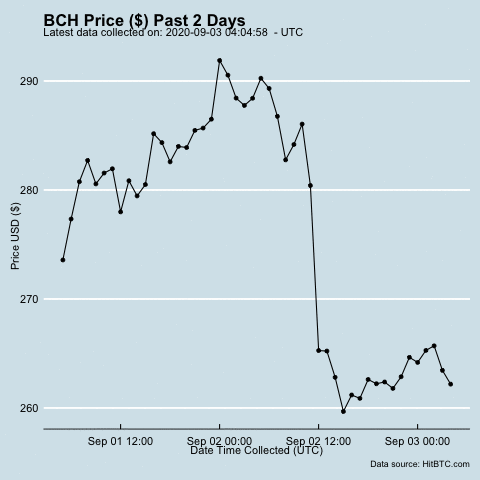 BCH Price ($) Past 2 Days
Latest data collected on: 2020-09-03 04:04:58 - UTC
290
280
270
260
Price USD ($)
Sep 01 12:00 Sep 02 00:00 Sep 02 12:00 Sep 03 00:00
Date Time Collected (UTC)
Data source: HitBTC.com